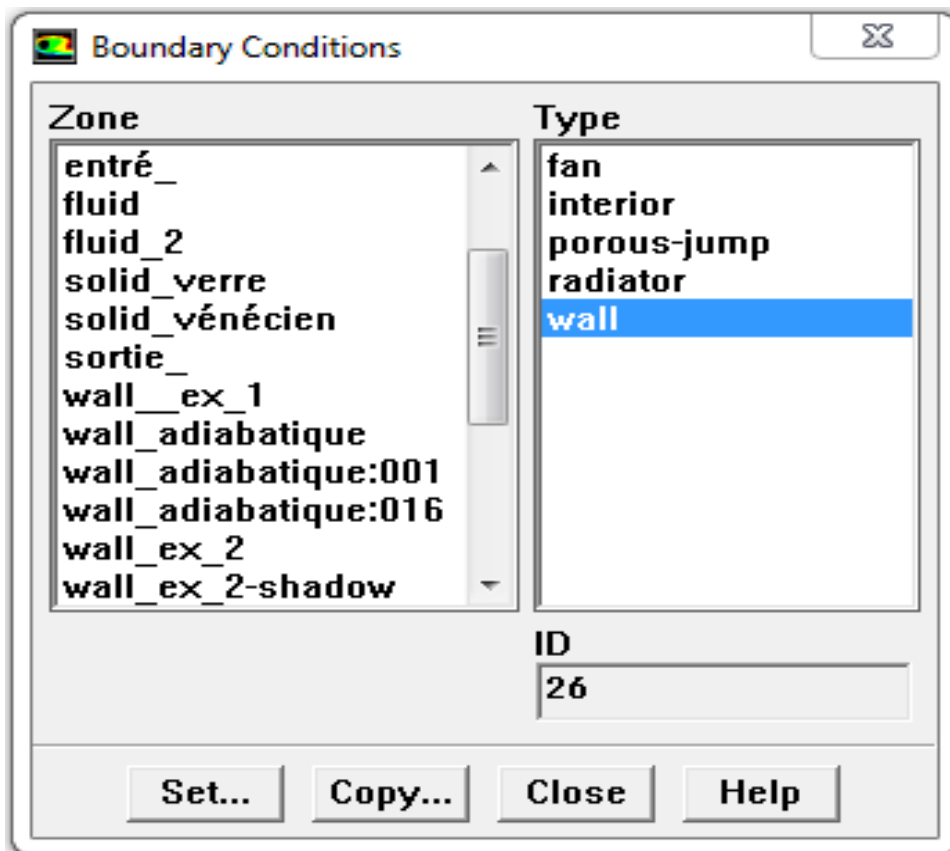 Boundary Conditions
Zone
entré_
fluid
fluid_2
solid_verre
solid_vénécien
sortie_
wall__ex_1
wall_adiabatique
wall_adiabatique:001
wall_adiabatique:016
wall_ex_2
wall_ex_2-shadow
Type
fan
interior
porous-jump
radiator
wall
ID
26
Set...
Copy...
Close
Help